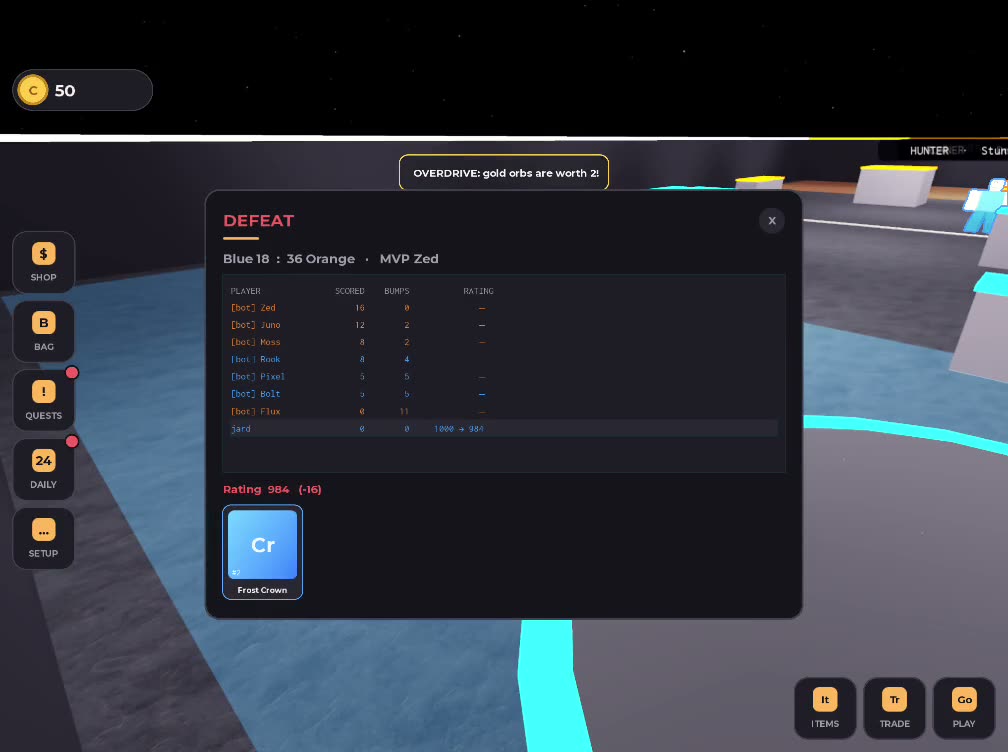 C 50
HUNTER · Stun
OVERDRIVE: gold orbs are worth 2!
DEFEAT
X
Blue 18 : 36 Orange · MVP Zed
PLAYER SCORED BUMPS RATING
[bot] Zed 16 0 —
[bot] Juno 12 2 —
[bot] Moss 8 2 —
[bot] Rook 8 4
[bot] Pixel 5 5 —
[bot] Bolt 5 5 —
[bot] Flux 0 11 —
jard 0 0 1000 → 984
Rating 984 (-16)
Cr
#2
Frost Crown
$
SHOP
B
BAG
!
QUESTS
24
DAILY
...
SETUP
It
ITEMS
Tr
TRADE
Go
PLAY